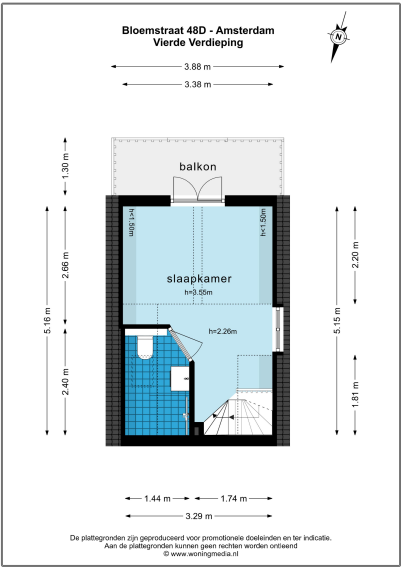 Bloemstraat 48D - Amsterdam
Vierde Verdieping
N
3.88 m
3.38 m
1.30 m
balkon
h<1.50m
h<1.50m
2.66 m
2.20 m
slaapkamer
h=3.55m
5.16 m
5.15 m
h=2.26m
2.40 m
1.81 m
1.44 m
1.74 m
3.29 m
De plattegronden zijn geproduceerd voor promotionele doeleinden en ter indicatie.
Aan de plattegronden kunnen geen rechten worden ontleend
© www.woningmedia.nl